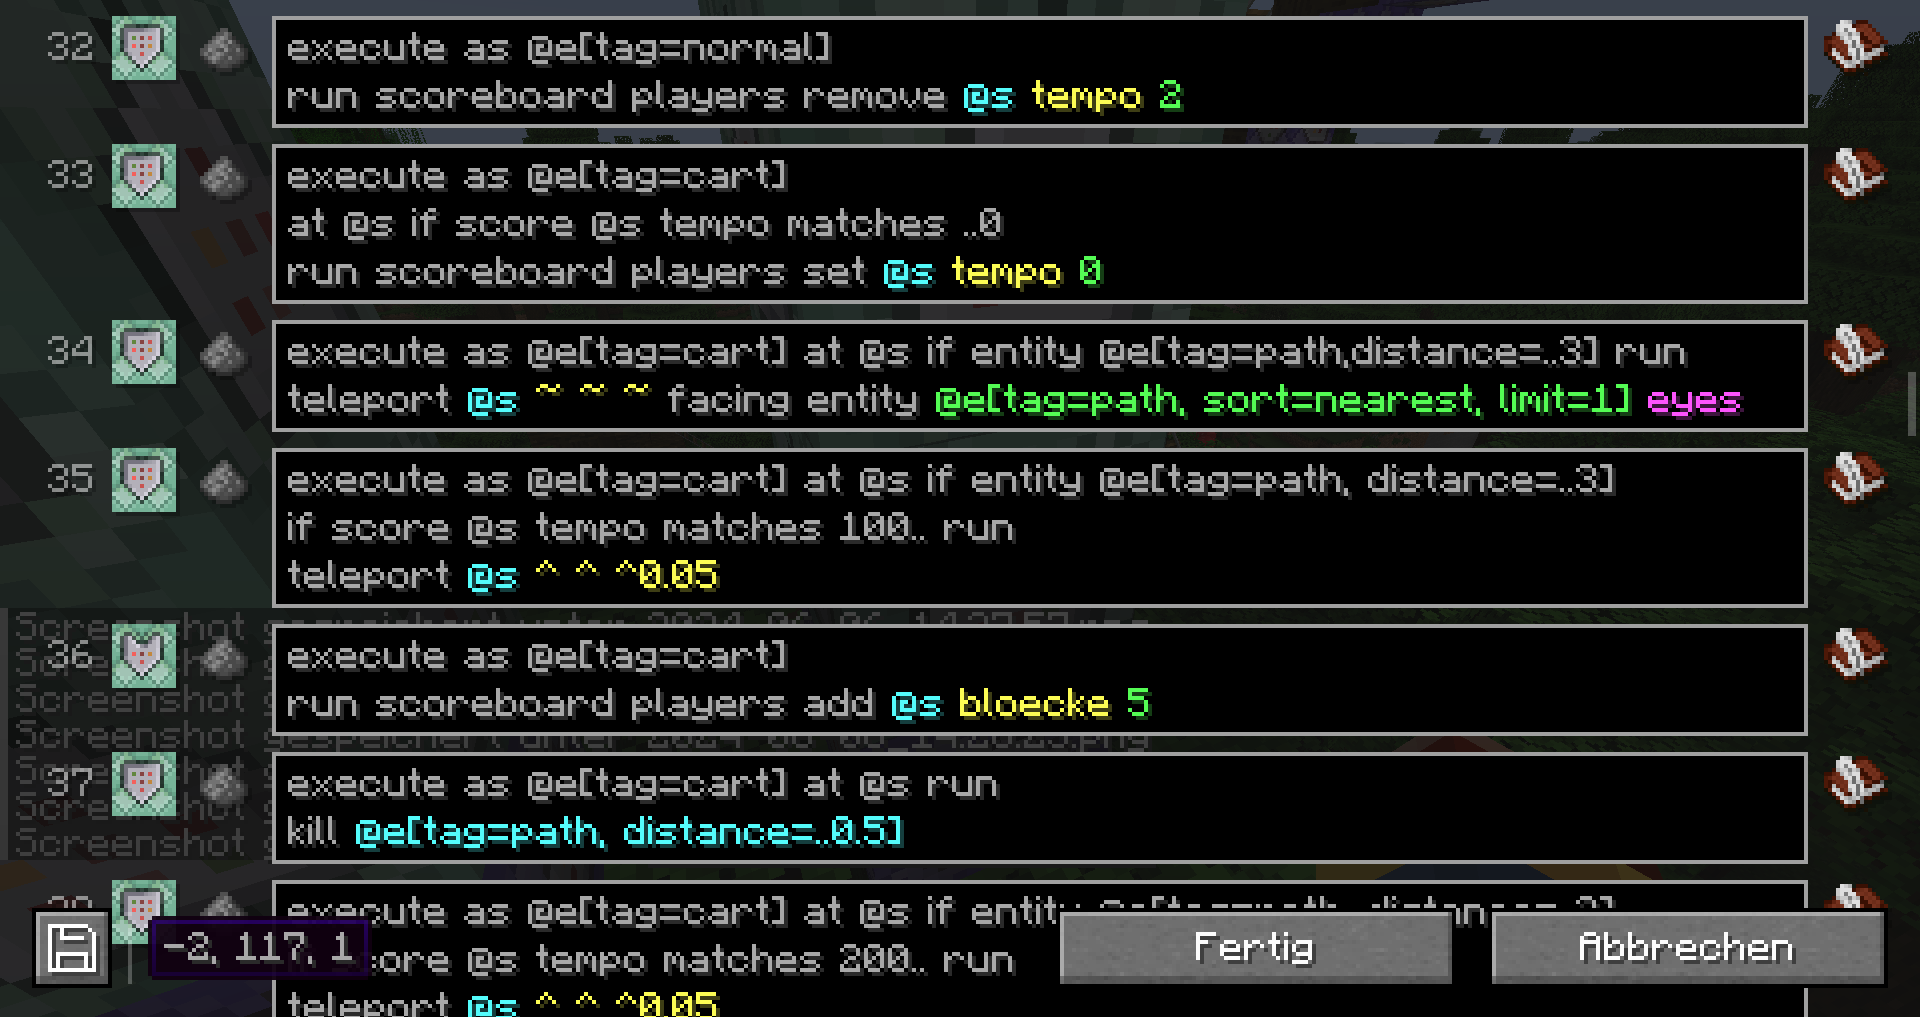 32
execute as @e[tag=normal]
run scoreboard players remove @s tempo 2
33
execute as @e[tag=cart]
at @s if score @s tempo matches ..0
run scoreboard players set @s tempo 0
34
execute as @e[tag=cart] at @s if entity @e[tag=path,distance=..3] run
teleport @s ~ ~ ~ facing entity @e[tag=path, sort=nearest, limit=1] eyes
35
execute as @e[tag=cart] at @s if entity @e[tag=path, distance=..3]
if score @s tempo matches 100.. run
teleport @s ^ ^ ^0.05
36
execute as @e[tag=cart]
run scoreboard players add @s bloecke 5
37
execute as @e[tag=cart] at @s run
kill @e[tag=path, distance=..0.5]
execute as @e[tag=cart] at @s if
score @s tempo matches 200.. run
teleport @s ^ ^ ^0.05
Screenshot
Screenshot
Screenshot
Screenshot
-2, 117, 1
Fertig
Abbrechen